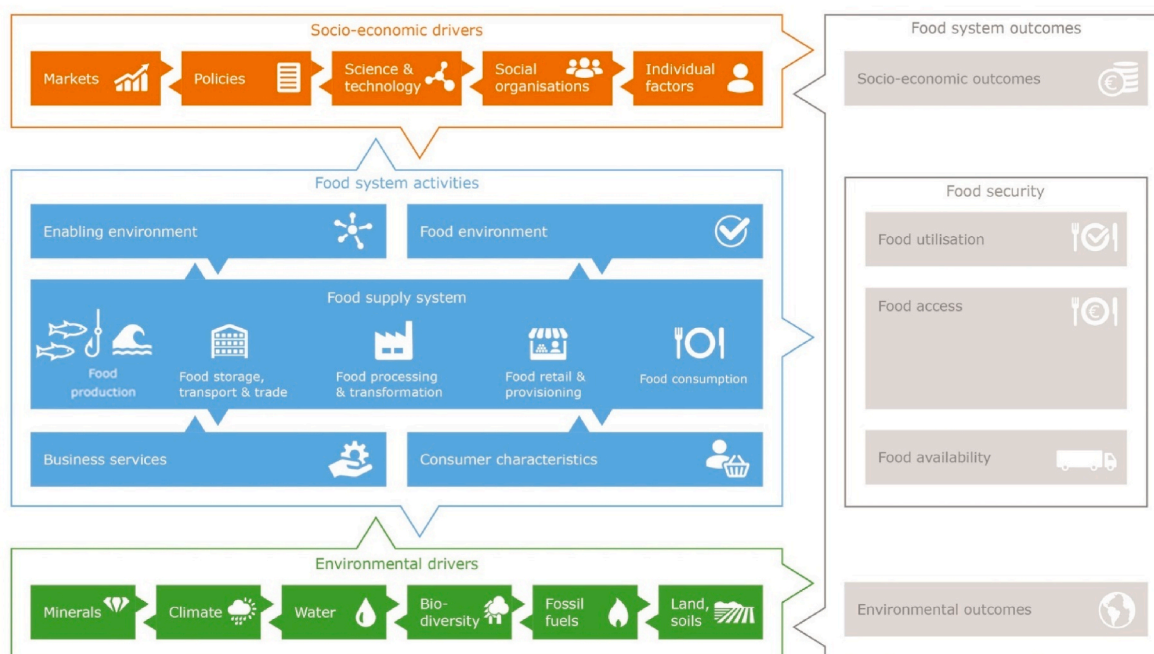 Socio-economic drivers
Markets
Policies
Science &
technology
Social
organisations
Individual
factors
Food system outcomes
Socio-economic outcomes
€
Food system activities
Enabling environment
Food environment
Food supply system
Food
production
Food storage,
transport & trade
Food processing
& transformation
Food retail &
provisioning
Food consumption
Business services
Consumer characteristics
Food security
Food utilisation
Food access
€
Food availability
Environmental drivers
Minerals
Climate
Water
Bio-
diversity
Fossil
fuels
Land,
soils
Environmental outcomes